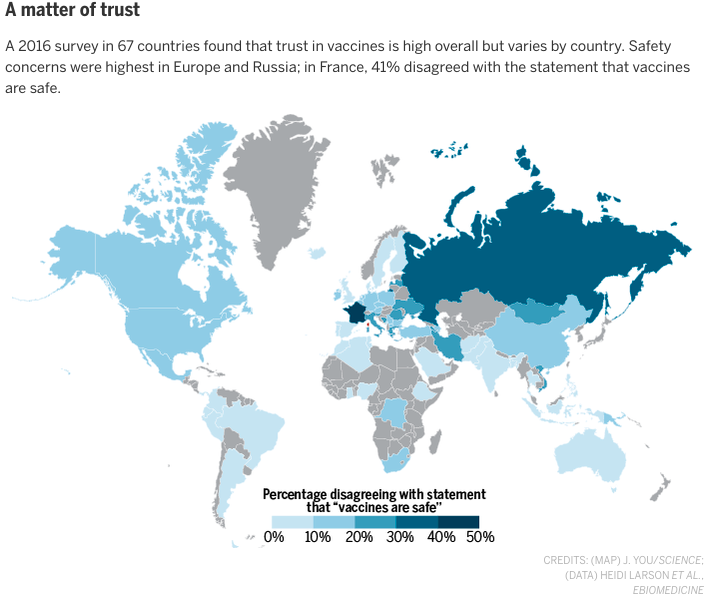 A matter of trust
A 2016 survey in 67 countries found that trust in vaccines is high overall but varies by country. Safety
concerns were highest in Europe and Russia; in France, 41% disagreed with the statement that vaccines
are safe.
Percentage disagreeing with statement
that “vaccines are safe”
0% 10% 20% 30% 40% 50%
CREDITS: (MAP) J. YOU/SCIENCE;
(DATA) HEIDI LARSON ET AL.,
EBIOMEDICINE